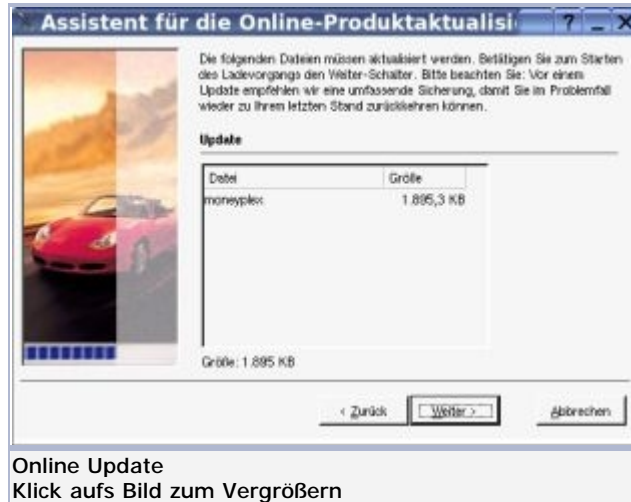 Assistent für die Online-Produktaktualisi
Die folgenden Dateien müssen aktualisiert werden. Betätigen Sie zum Starten
des Ladevorgangs den Weiter-Schalter. Bitte beachten Sie: Vor einem
Update empfehlen wir eine umfassende Sicherung, damit Sie im Problemfall
wieder zu Ihrem letzten Stand zurückkehren können.
Update
Datei Größe
moneyplex 1.895,3 KB
Größe: 1.895 KB
< Zurück Weiter > Abbrechen
Online Update
Klick aufs Bild zum Vergrößern